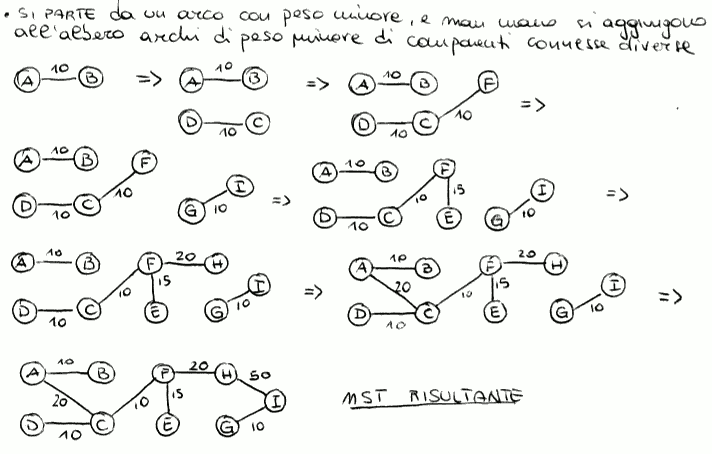 • SI PARTE da un arco con peso minore, e man mano si aggiungono
all'albero archi di peso minore di componenti connesse diverse
A 10 B => A 10 B => A 10 B F =>
D 10 C D 10 C 10
A 10 B F G 10 I => A 10 B F 15 E G 10 I =>
D 10 C 10 D 10 C 10
A 10 B F 20 H I => A 10 B F 20 H I =>
D 10 C 10 15 E G 10 20 D 10 C 10 15 E G 10
A 10 B F 20 H 50 I MST RISULTANTE
20 D 10 C 10 15 E G 10